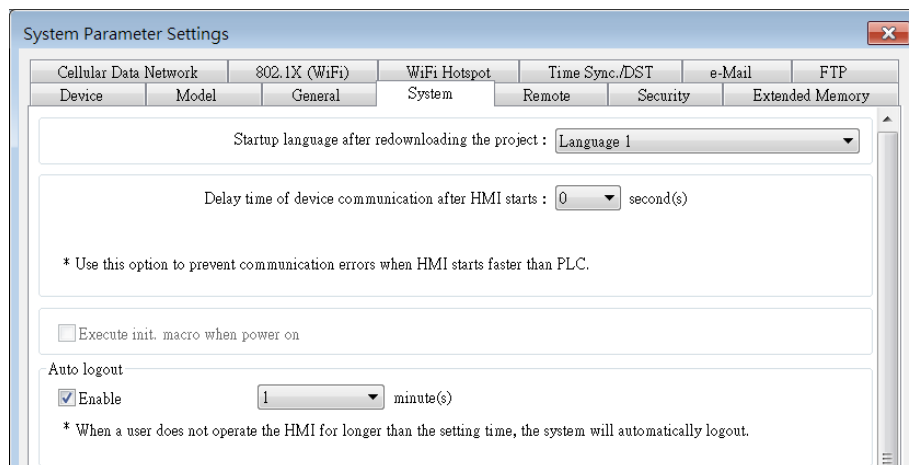 System Parameter Settings
Cellular Data Network 802.1X (WiFi) WiFi Hotspot Time Sync./DST e-Mail FTP
Device Model General System Remote Security Extended Memory
Startup language after redownloading the project : Language 1
Delay time of device communication after HMI starts : 0 second(s)
* Use this option to prevent communication errors when HMI starts faster than PLC.
Execute init. macro when power on
Auto logout
Enable 1 minute(s)
* When a user does not operate the HMI for longer than the setting time, the system will automatically logout.